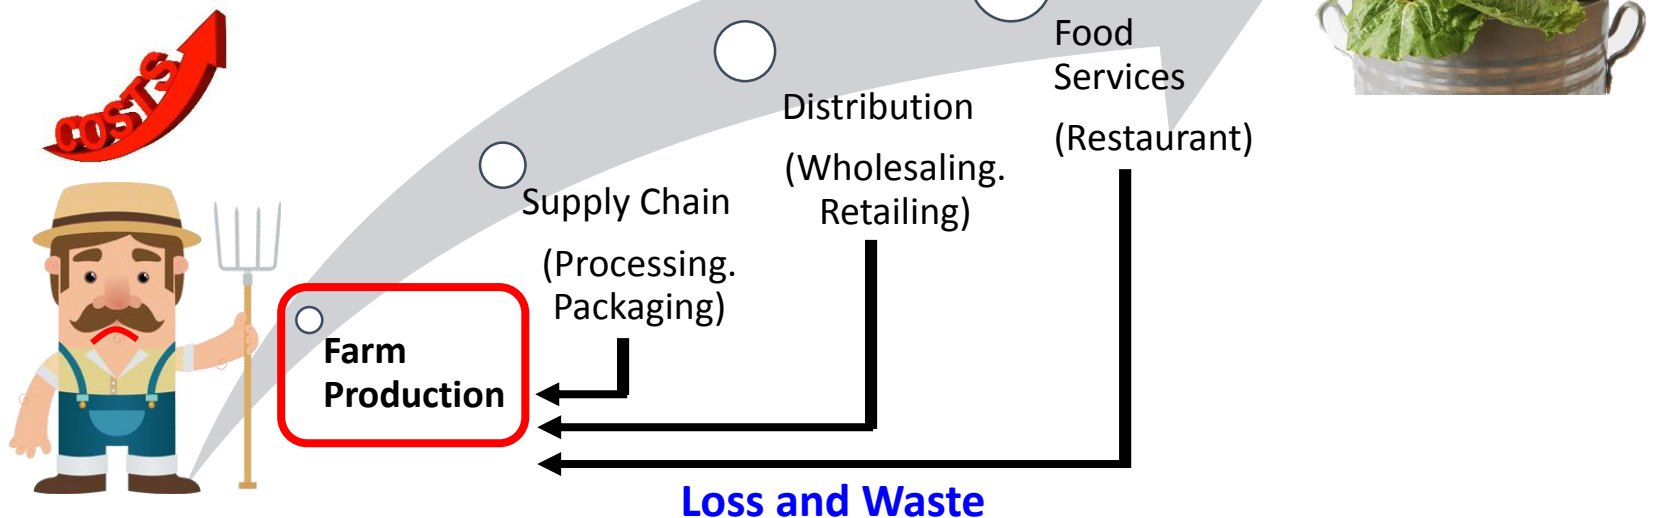 COSTS
Food
Services
(Restaurant)
Distribution
(Wholesaling.
Retailing)
Supply Chain
(Processing.
Packaging)
Farm
Production
Loss and Waste